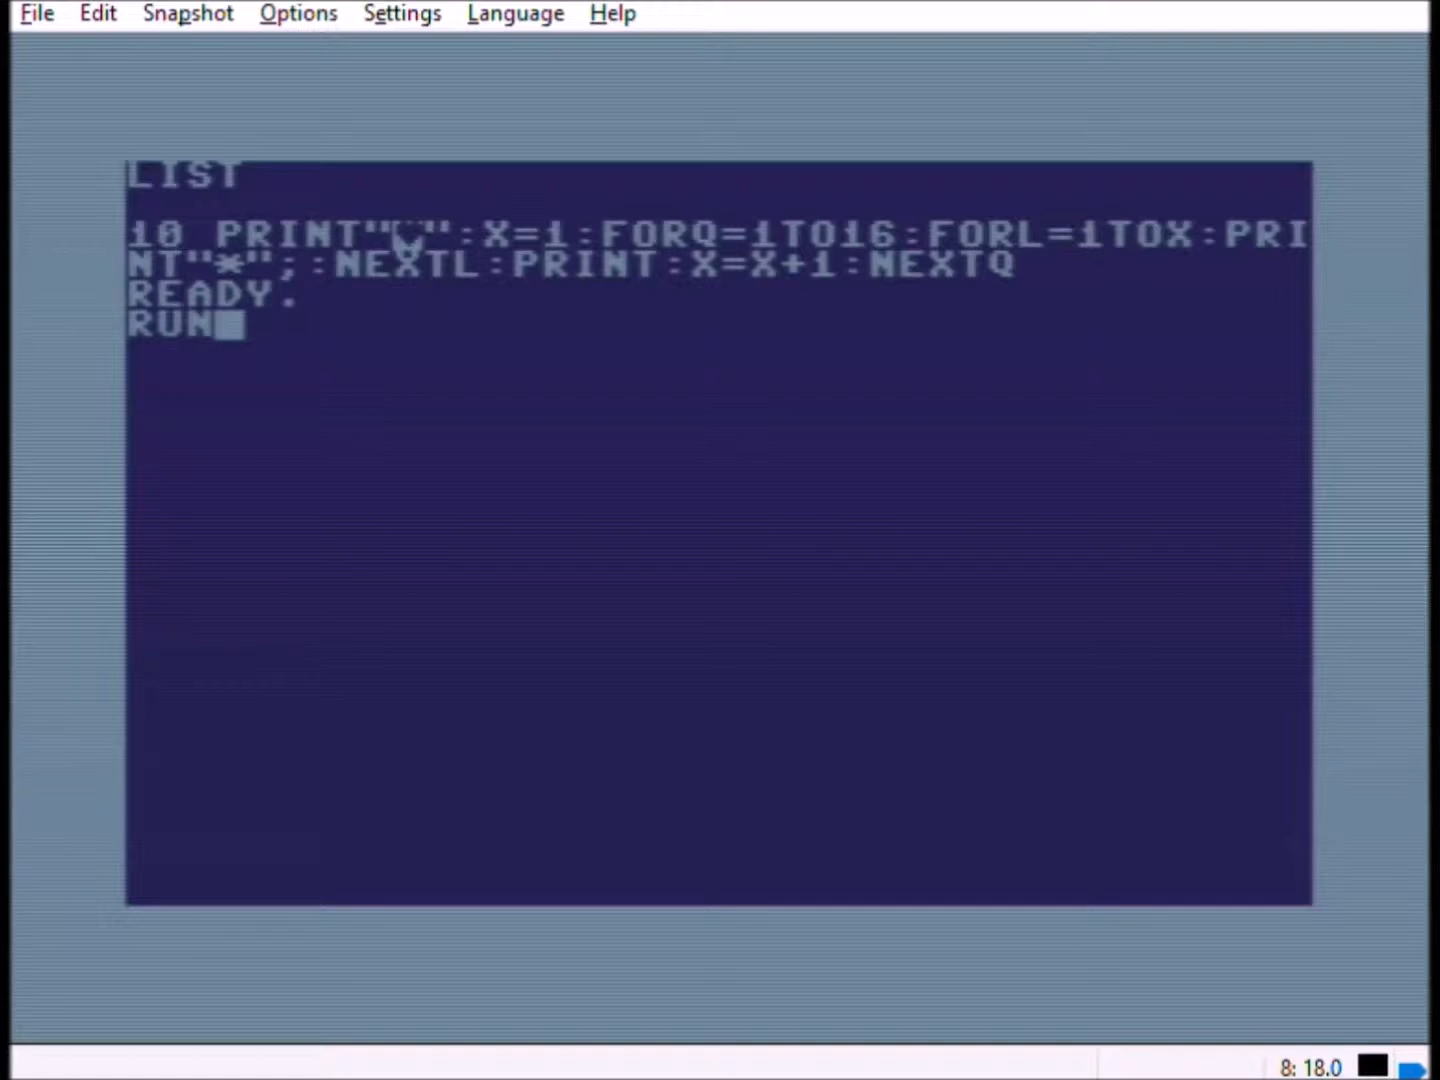 File Edit Snapshot Options Settings Language Help
LIST
10 PRINT"♥":X=1:FORQ=1TO16:FORL=1TOX:PRI
NT"*";:NEXTL:PRINT:X=X+1:NEXTQ
READY.
RUN
8: 18.0